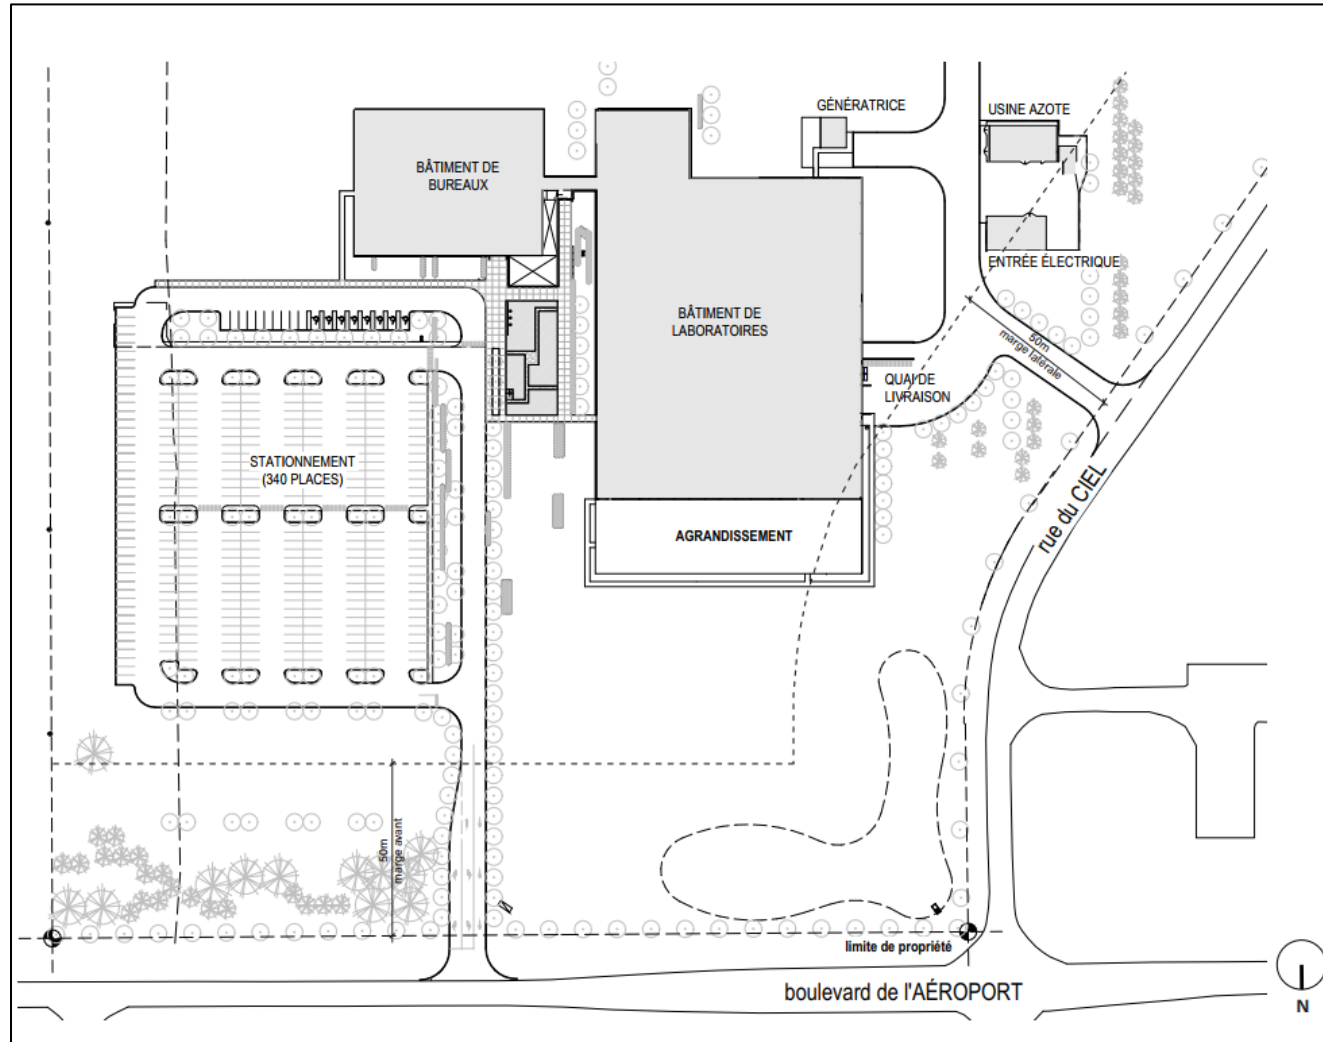 GÉNÉRATRICE
USINE AZOTE
BÂTIMENT DE
BUREAUX
ENTRÉE ÉLECTRIQUE
BÂTIMENT DE
LABORATOIRES
50m
marge latérale
QUAI DE
LIVRAISON
STATIONNEMENT
(340 PLACES)
rue du CIEL
AGRANDISSEMENT
50m
marge avant
limite de propriété
boulevard de l'AÉROPORT
N